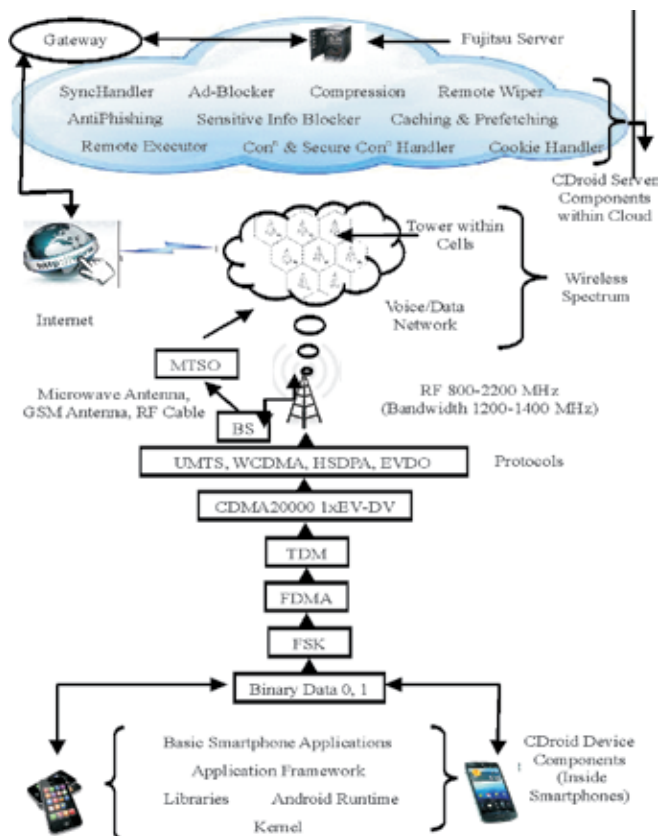 Gateway
Fujitsu Server
SyncHandler Ad-Blocker Compression Remote Wiper
AntiPhishing Sensitive Info Blocker Caching & Prefetching
Remote Executor Conⁿ & Secure Conⁿ Handler Cookie Handler
CDroid Server
Components
within Cloud
http
Tower within
Cells
Wireless
Spectrum
Internet
Voice/Data
Network
MTSO
Microwave Antenna,
GSM Antenna, RF Cable
RF 800-2200 MHz
(Bandwidth 1200-1400 MHz)
BS
UMTS, WCDMA, HSDPA, EVDO
Protocols
CDMA20000 1xEV-DV
TDM
FDMA
FSK
Binary Data 0, 1
Basic Smartphone Applications
Application Framework
Libraries Android Runtime
Kernel
CDroid Device
Components
(Inside
Smartphones)